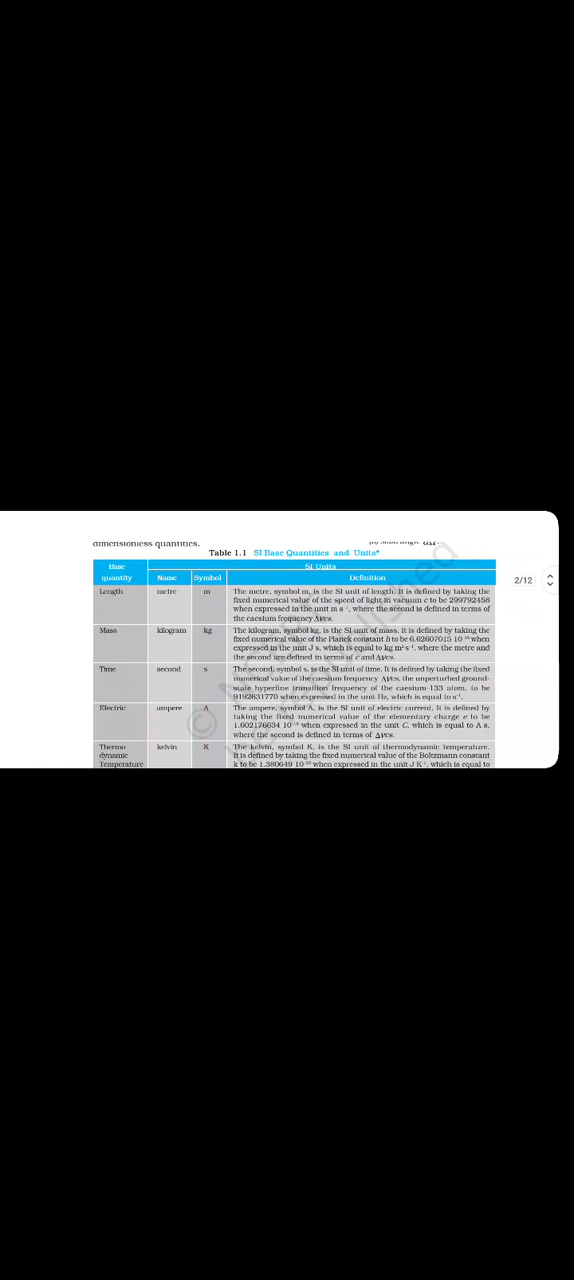 dimensionless quantities.
Table 1.1 SI Base Quantities and Units*
Base quantity
SI Units
Name
Symbol
Definition
Length
metre
m
The metre, symbol m, is the SI unit of length. It is defined by taking the
fixed numerical value of the speed of light in vacuum c to be 299792458
when expressed in the unit m s⁻¹, where the second is defined in terms of
the caesium frequency Δνcs.
Mass
kilogram
kg
The kilogram, symbol kg, is the SI unit of mass. It is defined by taking the
fixed numerical value of the Planck constant h to be 6.62607015 10⁻³⁴ when
expressed in the unit J s, which is equal to kg m² s⁻¹, where the metre and
the second are defined in terms of c and Δνcs.
Time
second
s
The second, symbol s, is the SI unit of time. It is defined by taking the fixed
numerical value of the caesium frequency Δνcs, the unperturbed ground-
state hyperfine transition frequency of the caesium-133 atom, to be
9192631770 when expressed in the unit Hz, which is equal to s⁻¹.
Electric
ampere
A
The ampere, symbol A, is the SI unit of electric current. It is defined by
taking the fixed numerical value of the elementary charge e to be
1.602176634 10⁻¹⁹ when expressed in the unit C, which is equal to A s,
where the second is defined in terms of Δνcs.
Thermo
dynamic
Temperature
kelvin
K
The kelvin, symbol K, is the SI unit of thermodynamic temperature.
It is defined by taking the fixed numerical value of the Boltzmann constant
k to be 1.380649 10⁻²³ when expressed in the unit J K⁻¹, which is equal to
2/12